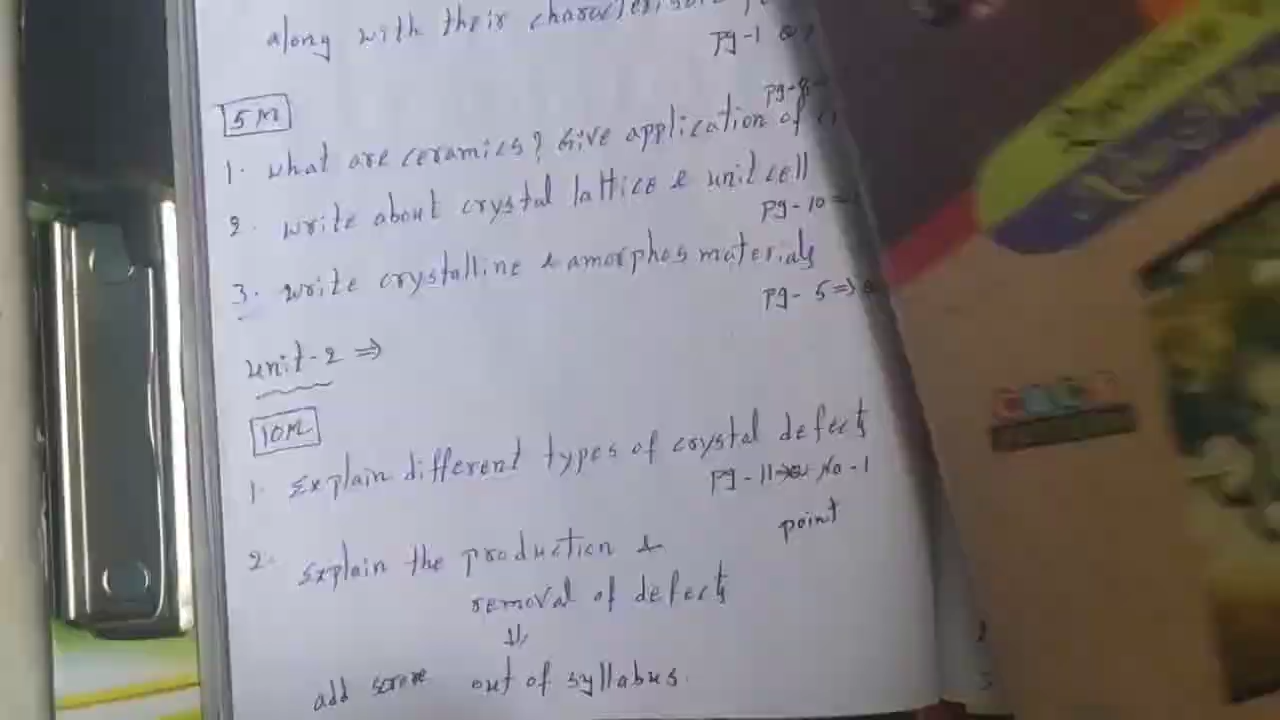 along with their
pg-1
5M
pg-8-
1. what are ceramics? Give application of
2. write about crystal lattice & unit cell
pg-10=
3. write crystalline & amorphos materials
pg- 5=>
unit-2 =>
10M
1. Explain different types of crystal defects
pg-11=> No-1
point
2. Explain the production &
removal of defects
add out of syllabus.